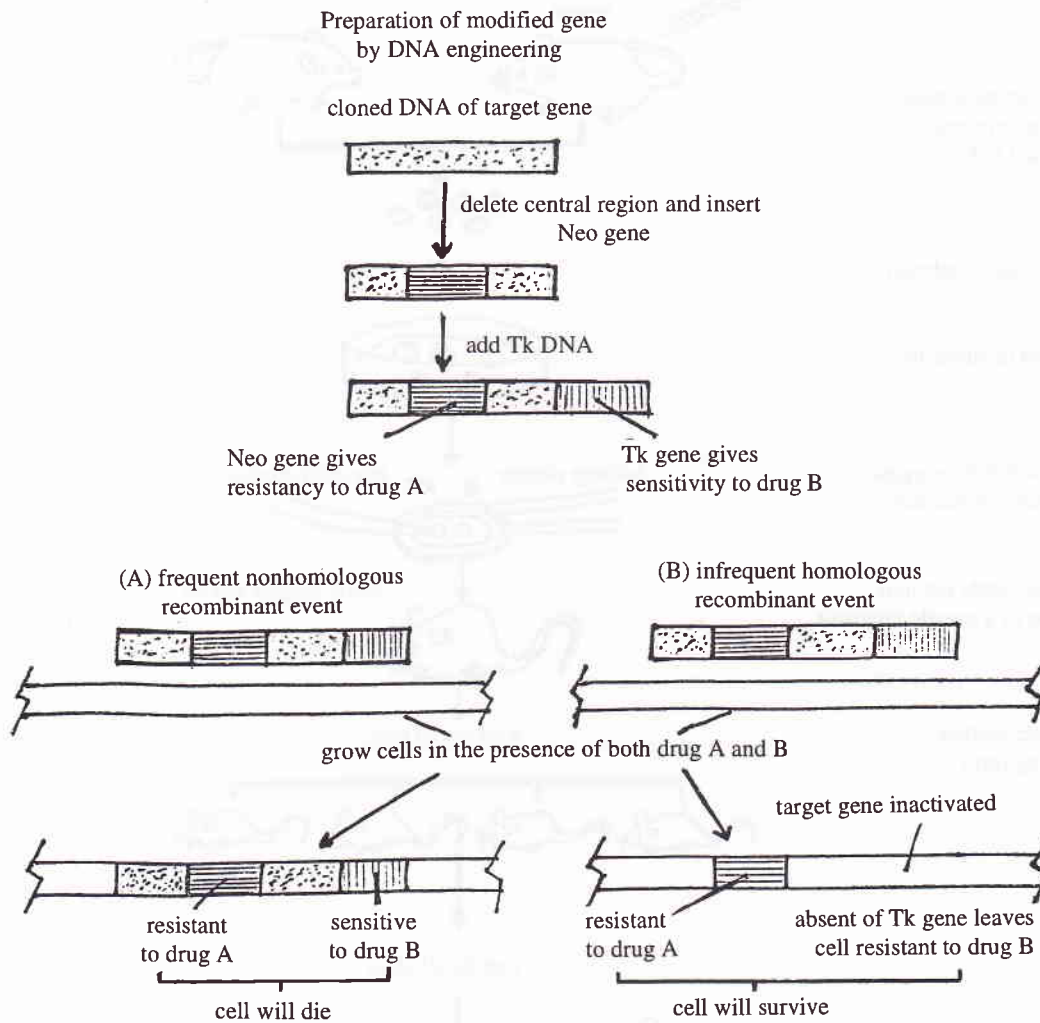 Preparation of modified gene
by DNA engineering
cloned DNA of target gene
delete central region and insert
Neo gene
add Tk DNA
Neo gene gives
resistancy to drug A
Tk gene gives
sensitivity to drug B
(A) frequent nonhomologous
recombinant event
(B) infrequent homologous
recombinant event
grow cells in the presence of both drug A and B
target gene inactivated
resistant
to drug A
sensitive
to drug B
cell will die
resistant
to drug A
absent of Tk gene leaves
cell resistant to drug B
cell will survive